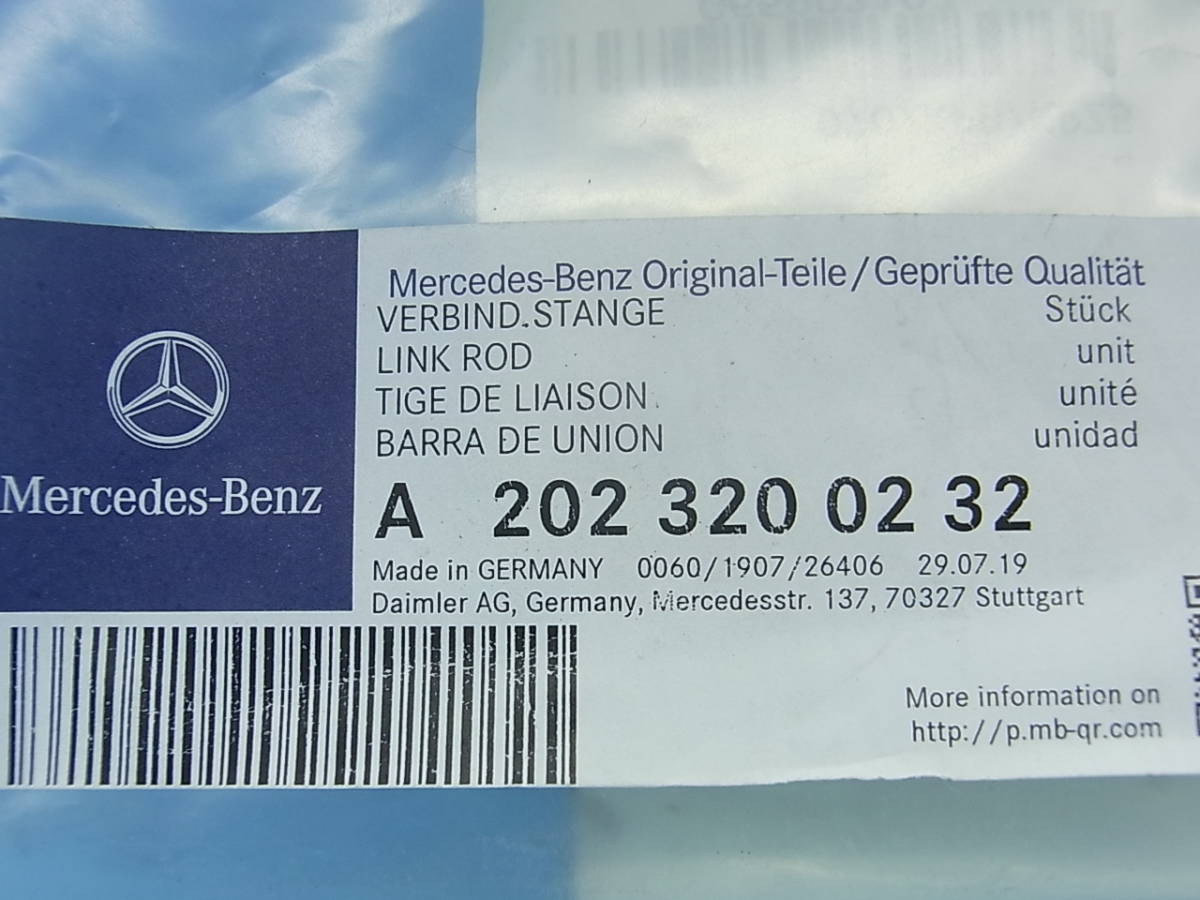 Mercedes-Benz Original-Teile/Geprüfte Qualität
VERBIND.STANGE Stück
LINK ROD unit
TIGE DE LIAISON unité
BARRA DE UNION unidad
Mercedes-Benz
A 202 320 02 32
Made in GERMANY 0060/1907/26406 29.07.19
Daimler AG, Germany, Mercedesstr. 137, 70327 Stuttgart
More information on
http://p.mb-qr.com